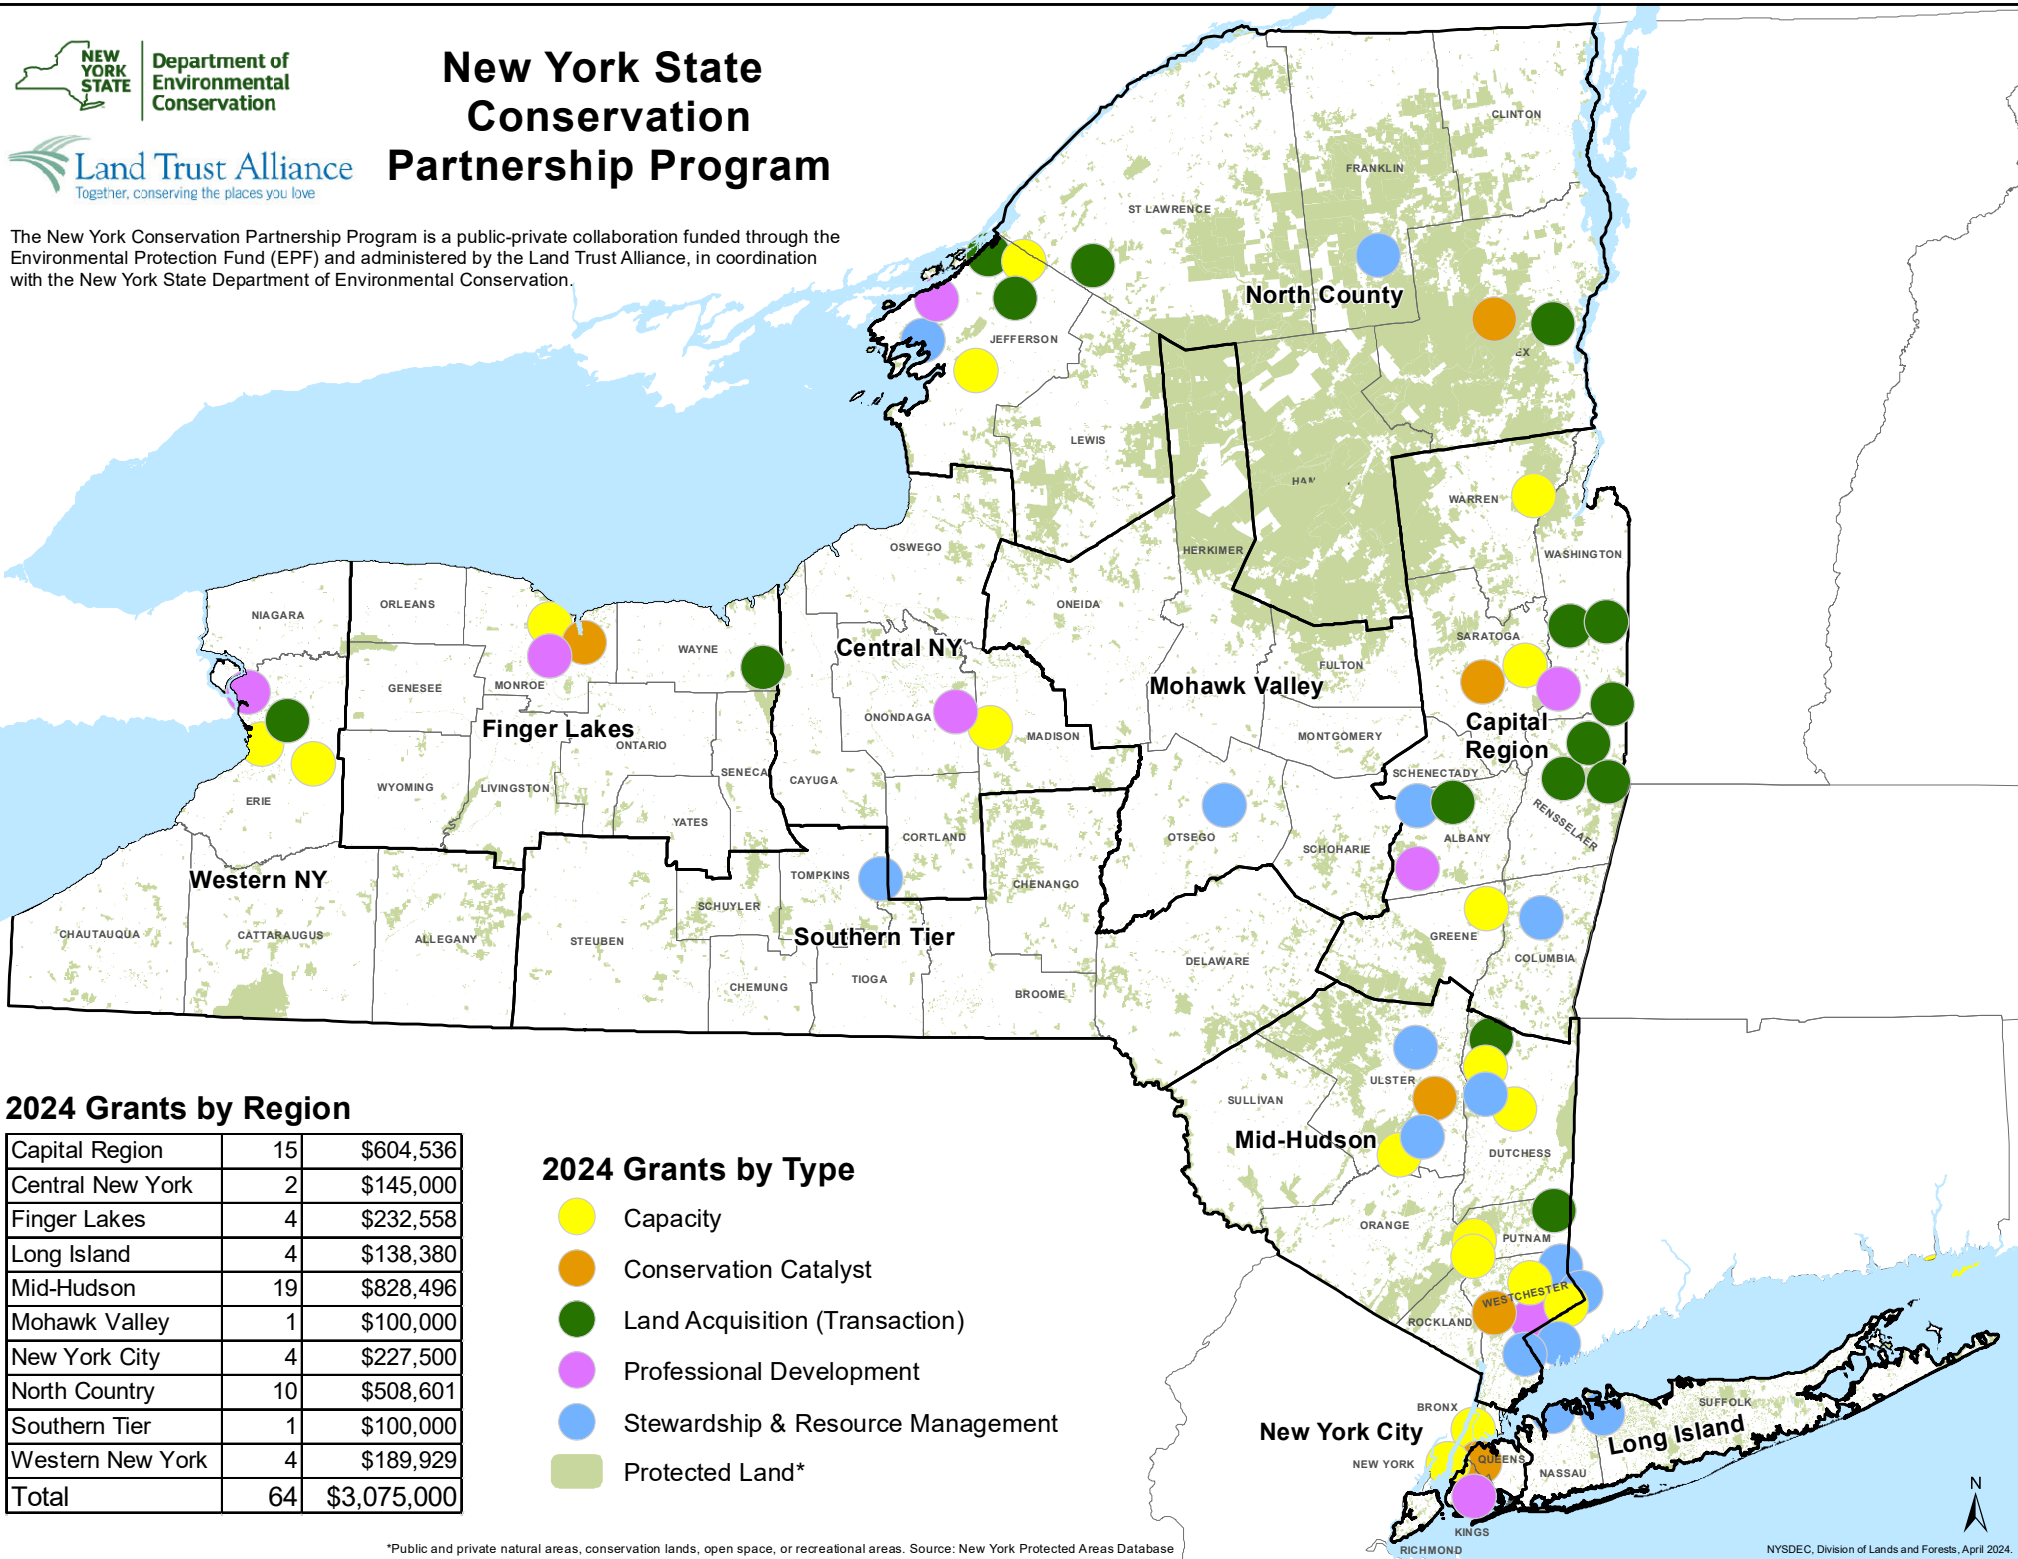 NEW
YORK
STATE
Department of
Environmental
Conservation
Land Trust Alliance
Together, conserving the places you love
New York State
Conservation
Partnership Program
The New York Conservation Partnership Program is a public-private collaboration funded through the
Environmental Protection Fund (EPF) and administered by the Land Trust Alliance, in coordination
with the New York State Department of Environmental Conservation.
CLINTON
FRANKLIN
ST LAWRENCE
North County
JEFFERSON
EX
LEWIS
HAM
WARREN
OSWEGO
HERKIMER
WASHINGTON
NIAGARA
ORLEANS
ONEIDA
WAYNE
Central NY
SARATOGA
FULTON
GENESEE
MONROE
Mohawk Valley
ONONDAGA
Finger Lakes
Capital
Region
MADISON
MONTGOMERY
ONTARIO
SENECA
CAYUGA
SCHENECTADY
WYOMING
LIVINGSTON
ERIE
YATES
RENSSELAER
CORTLAND
OTSEGO
ALBANY
SCHOHARIE
Western NY
TOMPKINS
CHENANGO
SCHUYLER
CHAUTAUQUA
CATTARAUGUS
ALLEGANY
STEUBEN
Southern Tier
GREENE
COLUMBIA
DELAWARE
TIOGA
CHEMUNG
BROOME
ULSTER
SULLIVAN
Mid-Hudson
DUTCHESS
ORANGE
PUTNAM
WESTCHESTER
ROCKLAND
BRONX
SUFFOLK
New York City
Long Island
NEW YORK
QUEENS
NASSAU
KINGS
RICHMOND
2024 Grants by Region
Capital Region 15 $604,536
Central New York 2 $145,000
Finger Lakes 4 $232,558
Long Island 4 $138,380
Mid-Hudson 19 $828,496
Mohawk Valley 1 $100,000
New York City 4 $227,500
North Country 10 $508,601
Southern Tier 1 $100,000
Western New York 4 $189,929
Total 64 $3,075,000
2024 Grants by Type
Capacity
Conservation Catalyst
Land Acquisition (Transaction)
Professional Development
Stewardship & Resource Management
Protected Land*
N
*Public and private natural areas, conservation lands, open space, or recreational areas. Source: New York Protected Areas Database
NYSDEC, Division of Lands and Forests, April 2024.